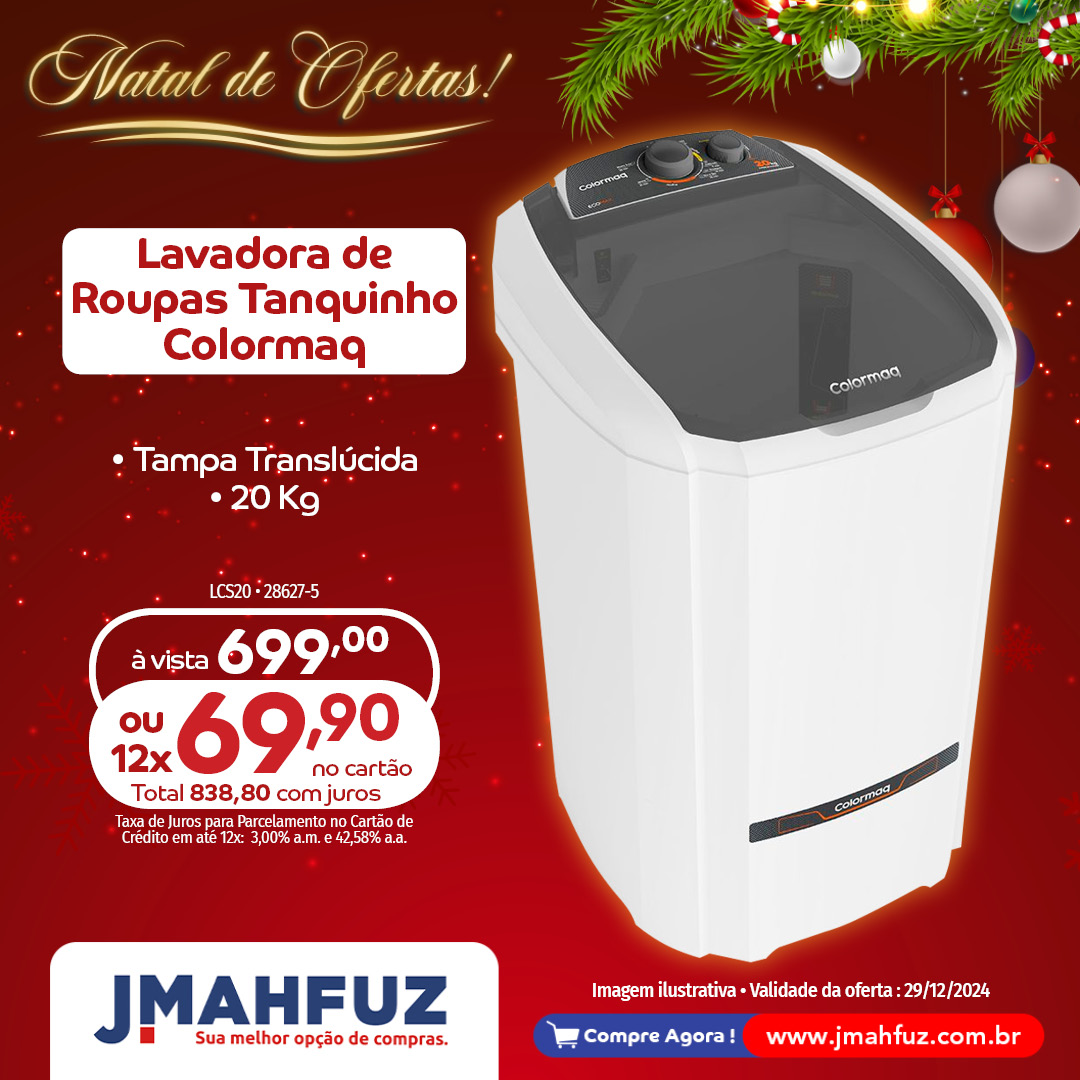 Natal de Ofertas!
Lavadora de
Roupas Tanquinho
Colormaq
• Tampa Translúcida
• 20 Kg
LCS20 • 28627-5
à vista 699,00
ou
12x 69,90
no cartão
Total 838,80 com juros
Taxa de Juros para Parcelamento no Cartão de
Crédito em até 12x: 3,00% a.m. e 42,58% a.a.
Colormaq
20
Colormaq
Colormaq
JMAHFUZ
Sua melhor opção de compras.
Imagem ilustrativa • Validade da oferta : 29/12/2024
Compre Agora !
www.jmahfuz.com.br